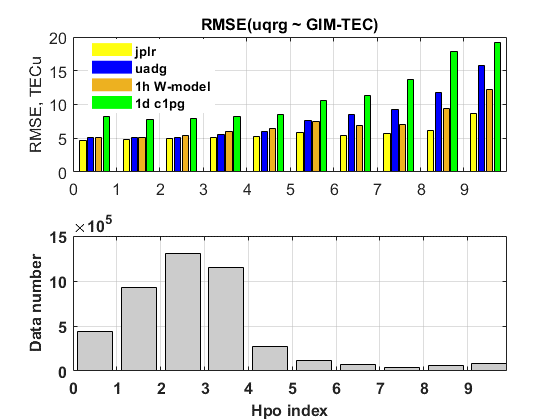 RMSE(uqrg ~ GIM-TEC)
RMSE, TECu
20
15
10
5
0
jplr
uadg
1h W-model
1d c1pg
0 1 2 3 4 5 6 7 8 9
×10⁵
Data number
15
10
5
0
0 1 2 3 4 5 6 7 8 9
Hpo index